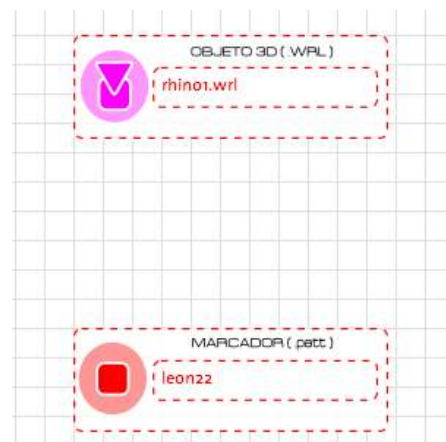 OBJETO 3D ( .WRL )
rhino1.wrl
MARCADOR ( .patt )
leon22